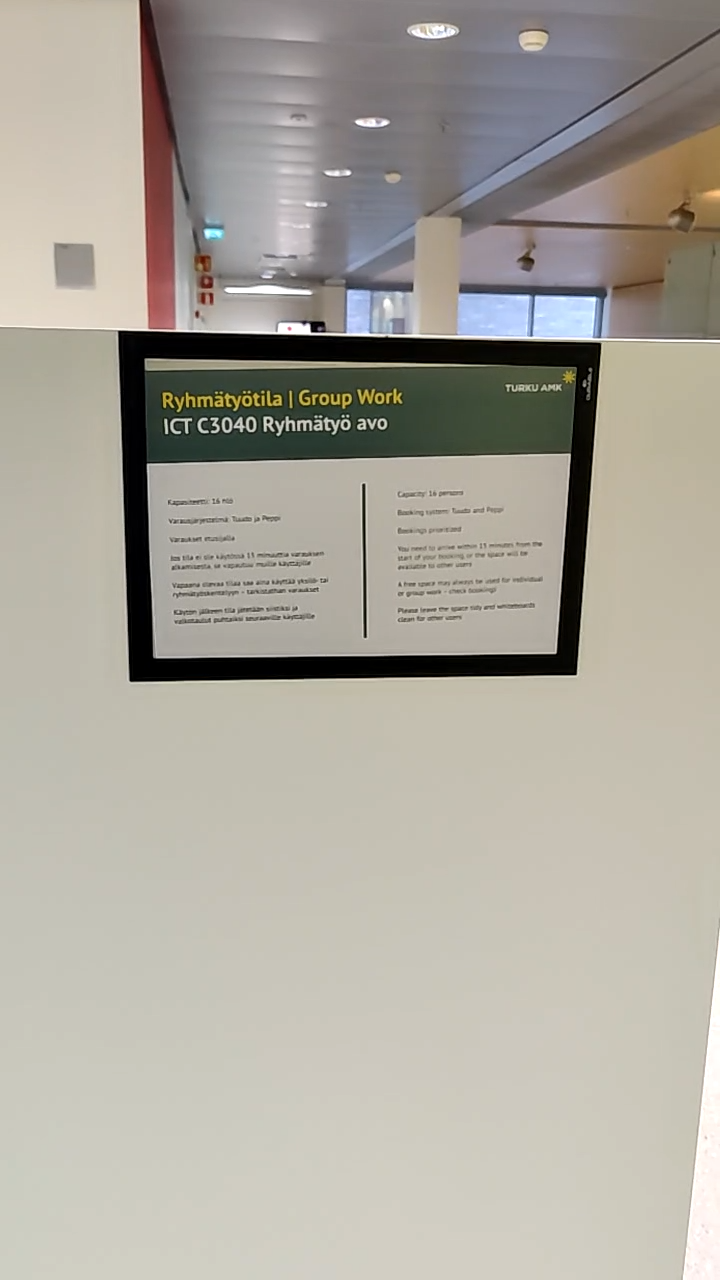 Ryhmätyötila | Group Work
ICT C3040 Ryhmätyö avo
TURKU AMK
Kapasiteetti: 16 hlö
Varausjärjestelmä: Tuudo ja Peppi
Varaukset etusijalla
Jos tila ei ole käytössä 15 minuuttia varauksen
alkamisesta, se vapautuu muille käyttäjille
Vapaana olevaa tilaa saa aina käyttää yksilö- tai
ryhmätyöskentelyyn – tarkistathan varaukset
Käytön jälkeen tila jätetään siistiksi ja
valkotaulut puhtaiksi seuraaville käyttäjille
Capacity: 16 persons
Booking system: Tuudo and Peppi
Bookings prioritized
You need to arrive within 15 minutes from the
start of your booking or the space will be
available to other users
A free space may always be used for individual
or group work – check bookings!
Please leave the space tidy and whiteboards
clean for other users